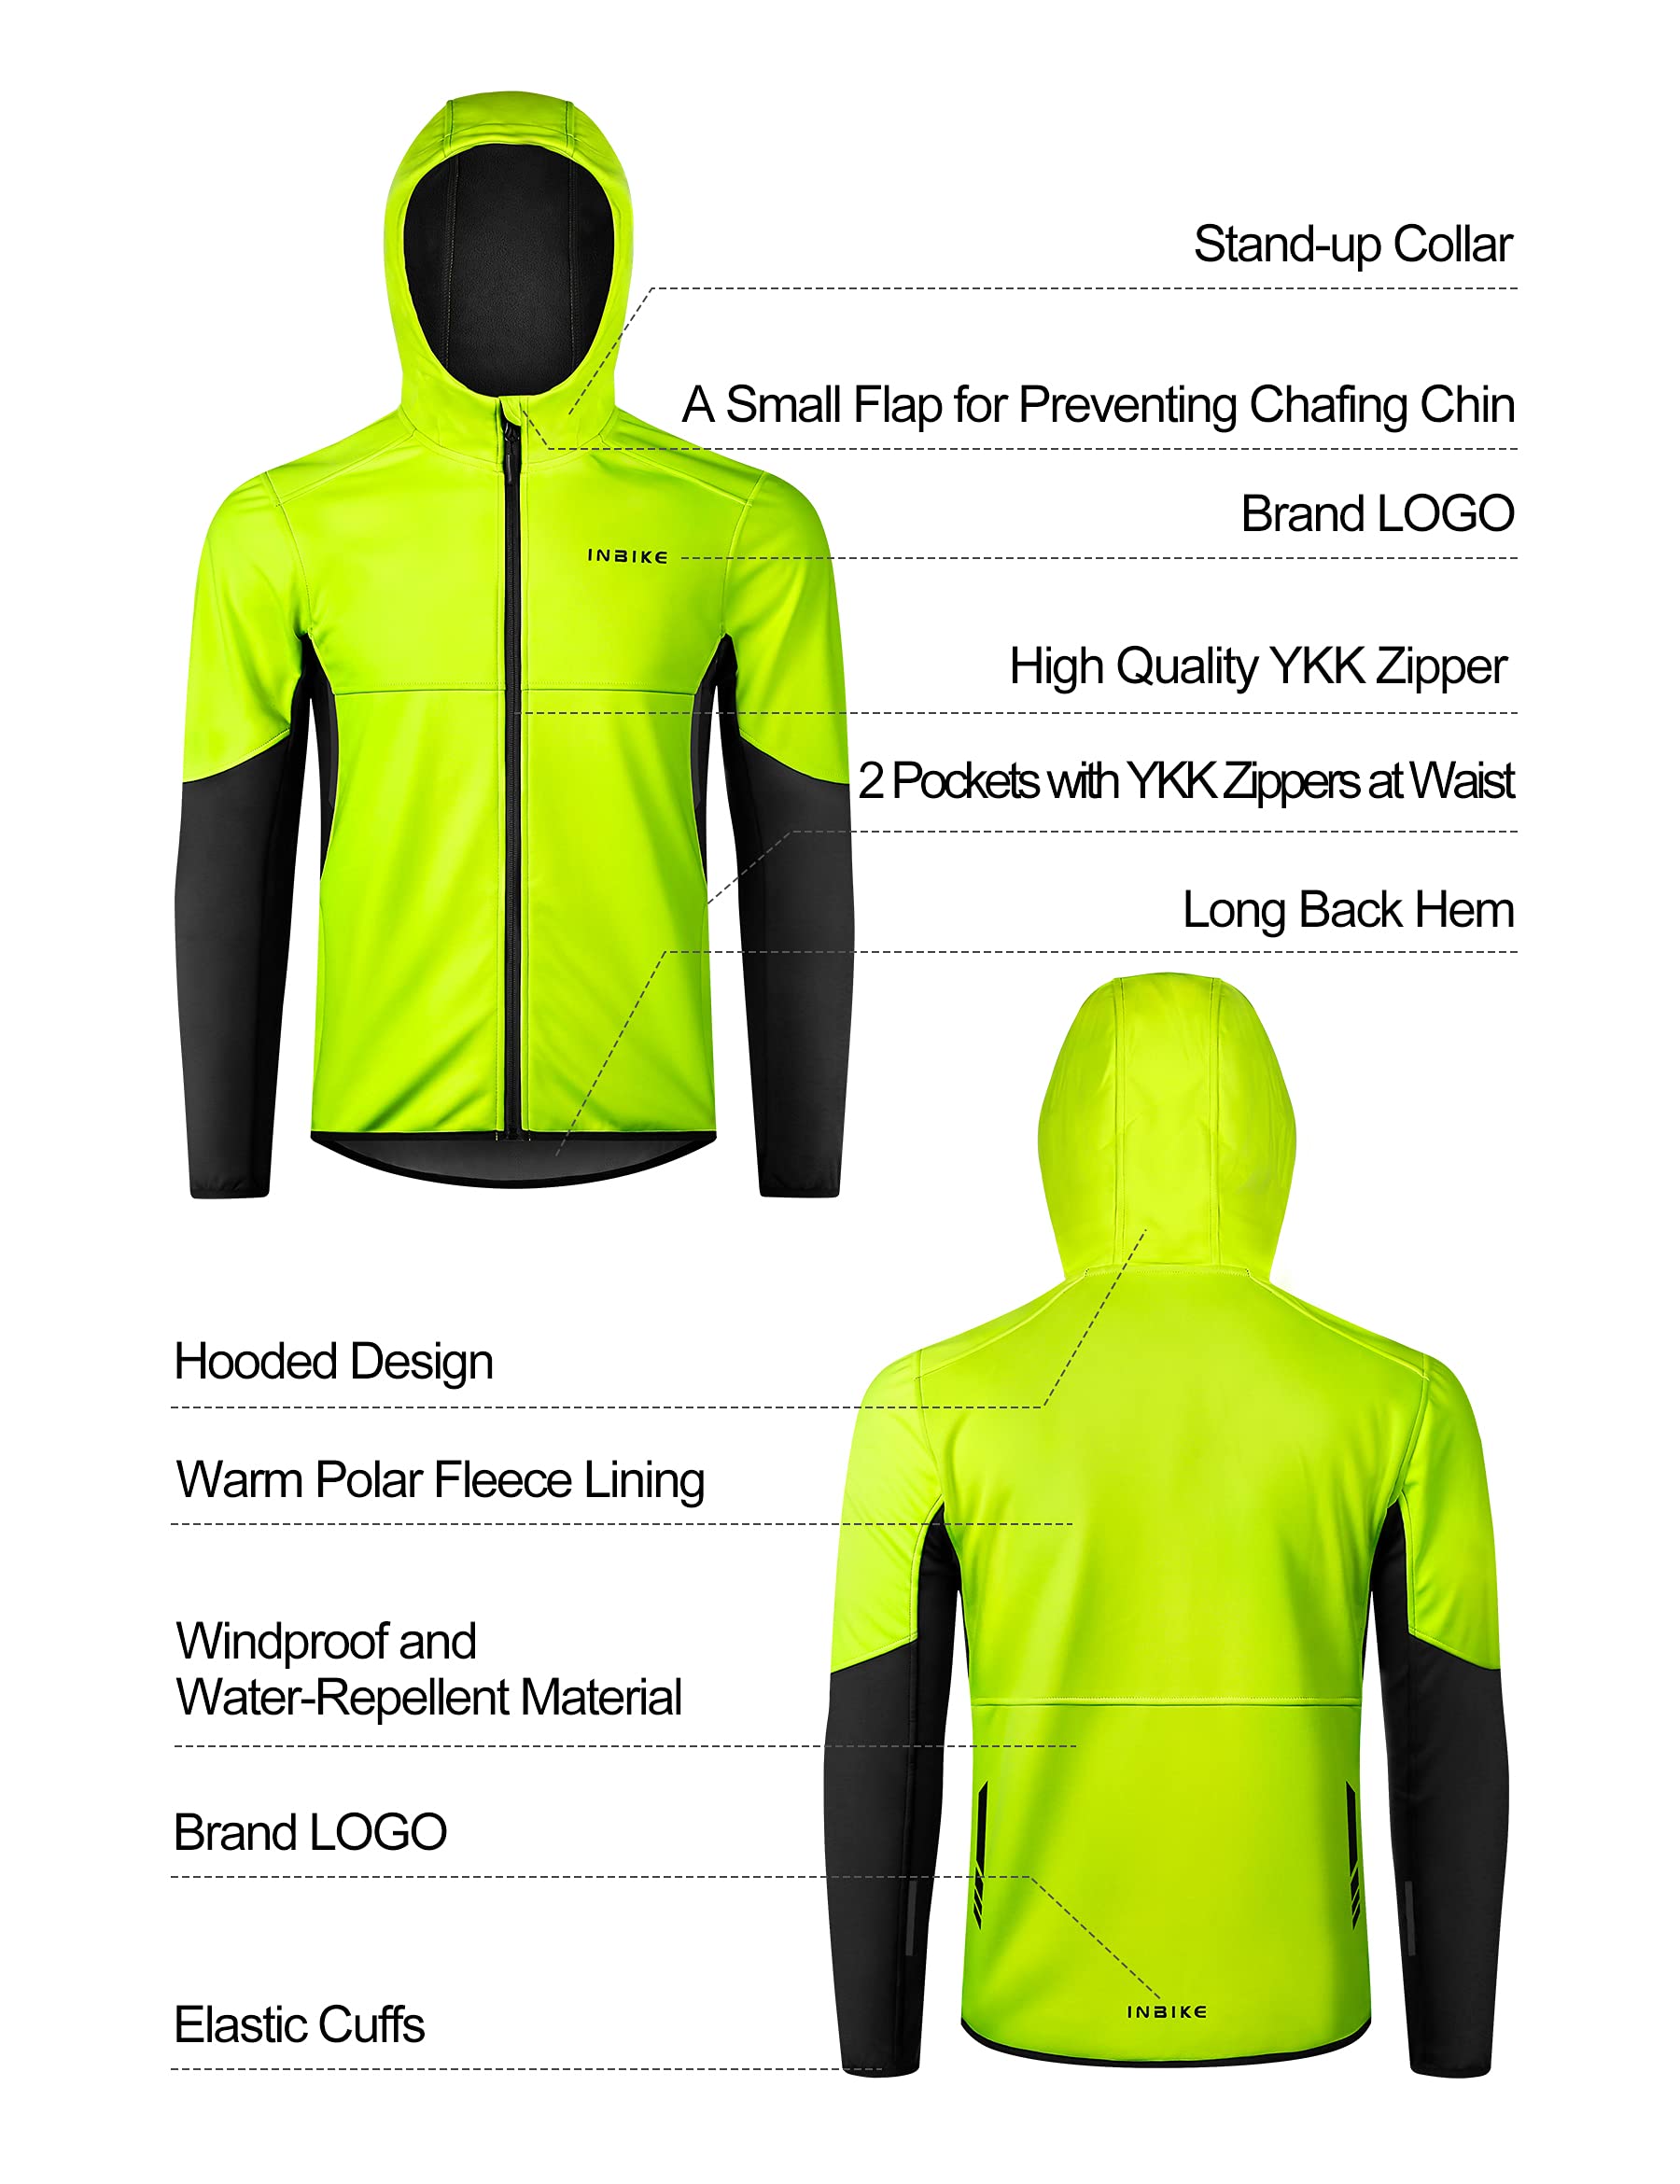 Stand-up Collar
A Small Flap for Preventing Chafing Chin
Brand LOGO
INBIKE
High Quality YKK Zipper
2 Pockets with YKK Zippers at Waist
Long Back Hem
Hooded Design
Warm Polar Fleece Lining
Windproof and
Water-Repellent Material
Brand LOGO
INBIKE
Elastic Cuffs